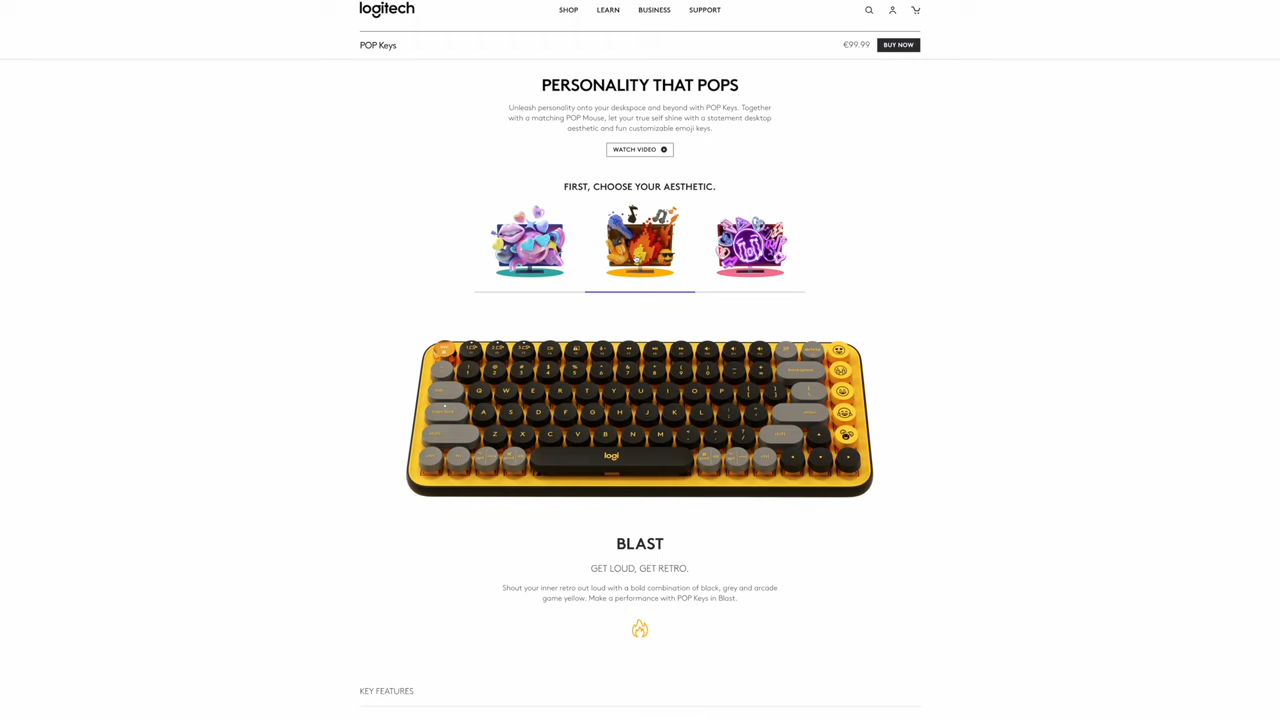 logitech
SHOP LEARN BUSINESS SUPPORT
POP Keys
€99.99 BUY NOW
PERSONALITY THAT POPS
Unleash personality onto your deskspace and beyond with POP Keys. Together
with a matching POP Mouse, let your true self shine with a statement desktop
aesthetic and fun customizable emoji keys.
WATCH VIDEO
FIRST, CHOOSE YOUR AESTHETIC.
Q W E R T Y U I O P
A S D F G H J K L
Z X C V B N M
logi
BLAST
GET LOUD, GET RETRO.
Shout your inner retro out loud with a bold combination of black, grey and arcade
game yellow. Make a performance with POP Keys in Blast.
KEY FEATURES